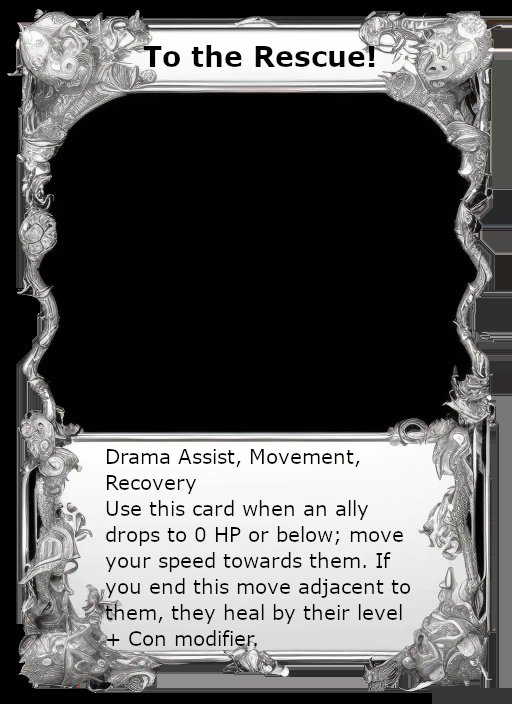 To the Rescue!
Drama Assist, Movement,
Recovery
Use this card when an ally
drops to 0 HP or below; move
your speed towards them. If
you end this move adjacent to
them, they heal by their level
+ Con modifier.